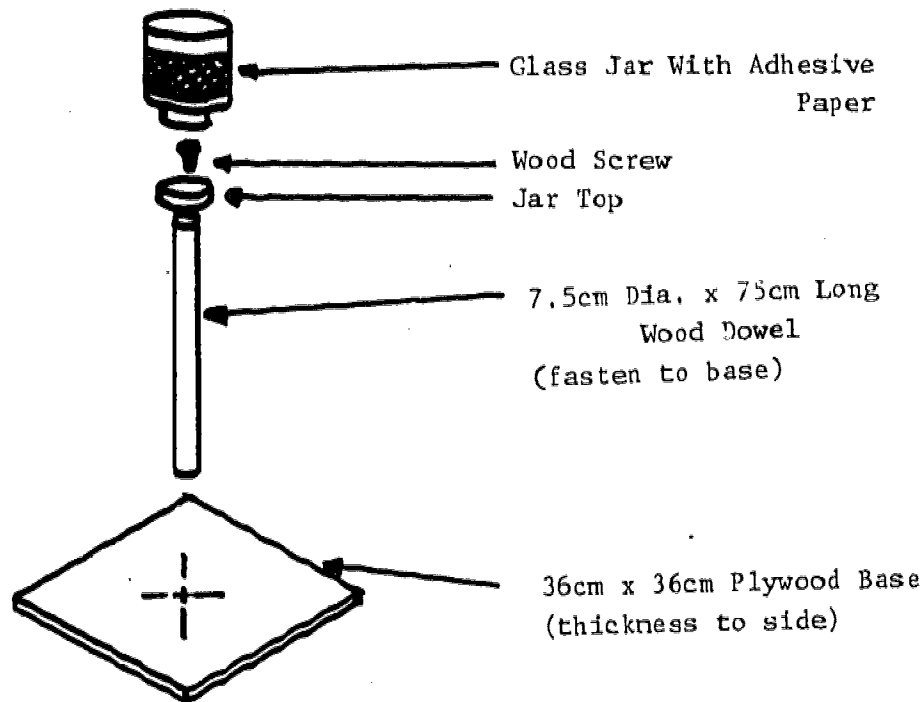 Glass Jar With Adhesive
Paper
Wood Screw
Jar Top
7.5cm Dia. x 75cm Long
Wood Dowel
(fasten to base)
36cm x 36cm Plywood Base
(thickness to side)